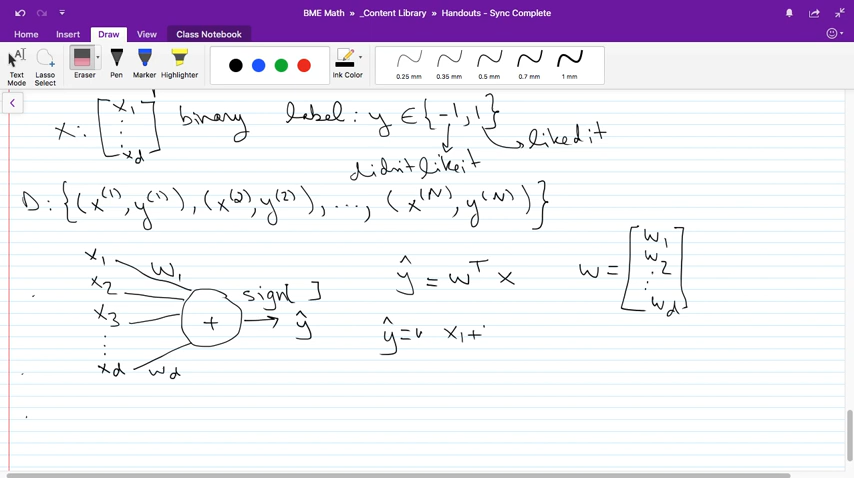 BME Math » _Content Library » Handouts - Sync Complete
Home Insert Draw View Class Notebook
Text Mode Lasso Select Eraser Pen Marker Highlighter Ink Color 0.25 mm 0.35 mm 0.5 mm 0.7 mm 1 mm
x: [x1 ⋮ xd] binary label: y ∈ {-1, 1}
liked it
didnt like it
D: {(x^(1), y^(1)), (x^(2), y^(2)), ..., (x^(N), y^(N))}
x1 w1
x2
x3
⋮
xd wd
+
sign[ ]
ŷ
ŷ = w^T x
w = [w1 w2 ⋮ wd]
ŷ = x1 +